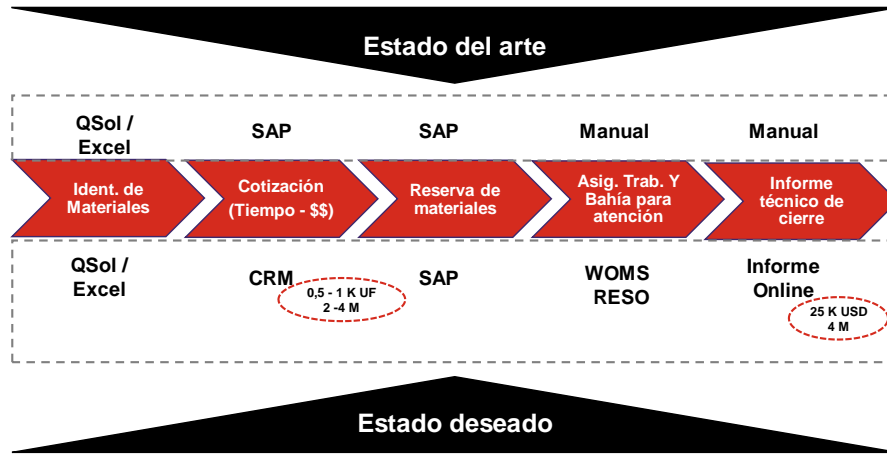 Estado del arte
QSol /
Excel
SAP
SAP
Manual
Manual
Ident. de
Materiales
Cotización
(Tiempo - $$)
Reserva de
materiales
Asig. Trab. Y
Bahía para
atención
Informe
técnico de
cierre
QSol /
Excel
CRM
0,5 - 1 K UF
2 -4 M
SAP
WOMS
RESO
Informe
Online
25 K USD
4 M
Estado deseado